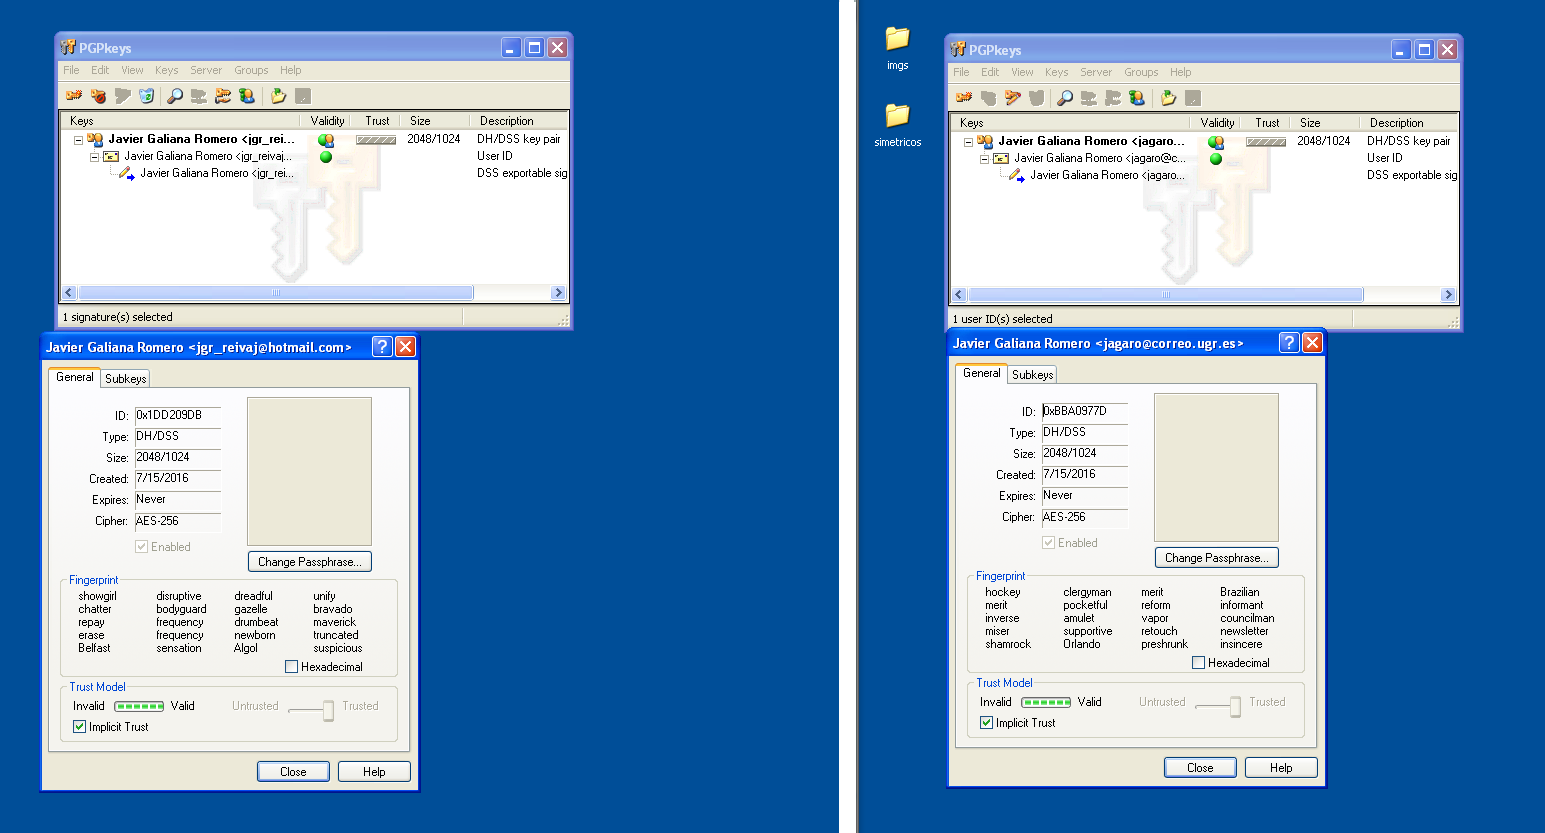 PGPkeys
File Edit View Keys Server Groups Help
Keys Validity Trust Size Description
Javier Galiana Romero <jgr_rei... 2048/1024 DH/DSS key pair
Javier Galiana Romero <jgr_reivaj... User ID
Javier Galiana Romero <jgr_rei... DSS exportable sig
1 signature(s) selected
Javier Galiana Romero <jgr_reivaj@hotmail.com>
General Subkeys
ID: 0x1DD209DB
Type: DH/DSS
Size: 2048/1024
Created: 7/15/2016
Expires: Never
Cipher: AES-256
Enabled
Change Passphrase...
Fingerprint
showgirl disruptive dreadful unify
chatter bodyguard gazelle bravado
repay frequency drumbeat maverick
erase frequency newborn truncated
Belfast sensation Algol suspicious
Hexadecimal
Trust Model
Invalid Valid Untrusted Trusted
Implicit Trust
Close Help
imgs
simetricos
PGPkeys
File Edit View Keys Server Groups Help
Keys Validity Trust Size Description
Javier Galiana Romero <jagaro... 2048/1024 DH/DSS key pair
Javier Galiana Romero <jagaro@c... User ID
Javier Galiana Romero <jagaro... DSS exportable sig
1 user ID(s) selected
Javier Galiana Romero <jagaro@correo.ugr.es>
General Subkeys
ID: 0xBBA0977D
Type: DH/DSS
Size: 2048/1024
Created: 7/15/2016
Expires: Never
Cipher: AES-256
Enabled
Change Passphrase...
Fingerprint
hockey clergyman merit Brazilian
merit pocketful reform informant
inverse amulet vapor councilman
miser supportive retouch newsletter
shamrock Orlando preshrunk insincere
Hexadecimal
Trust Model
Invalid Valid Untrusted Trusted
Implicit Trust
Close Help